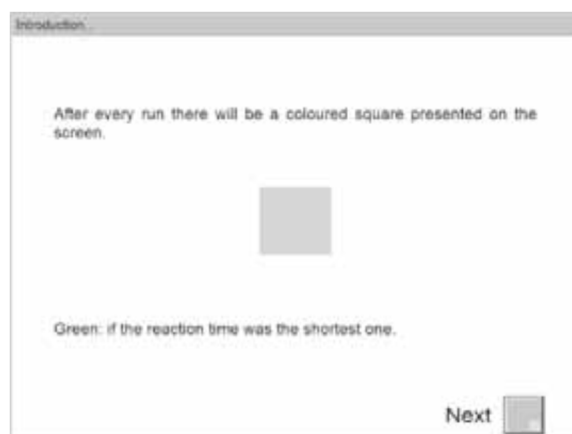 Introduction...
After every run there will be a coloured square presented on the
screen.
Green: if the reaction time was the shortest one.
Next